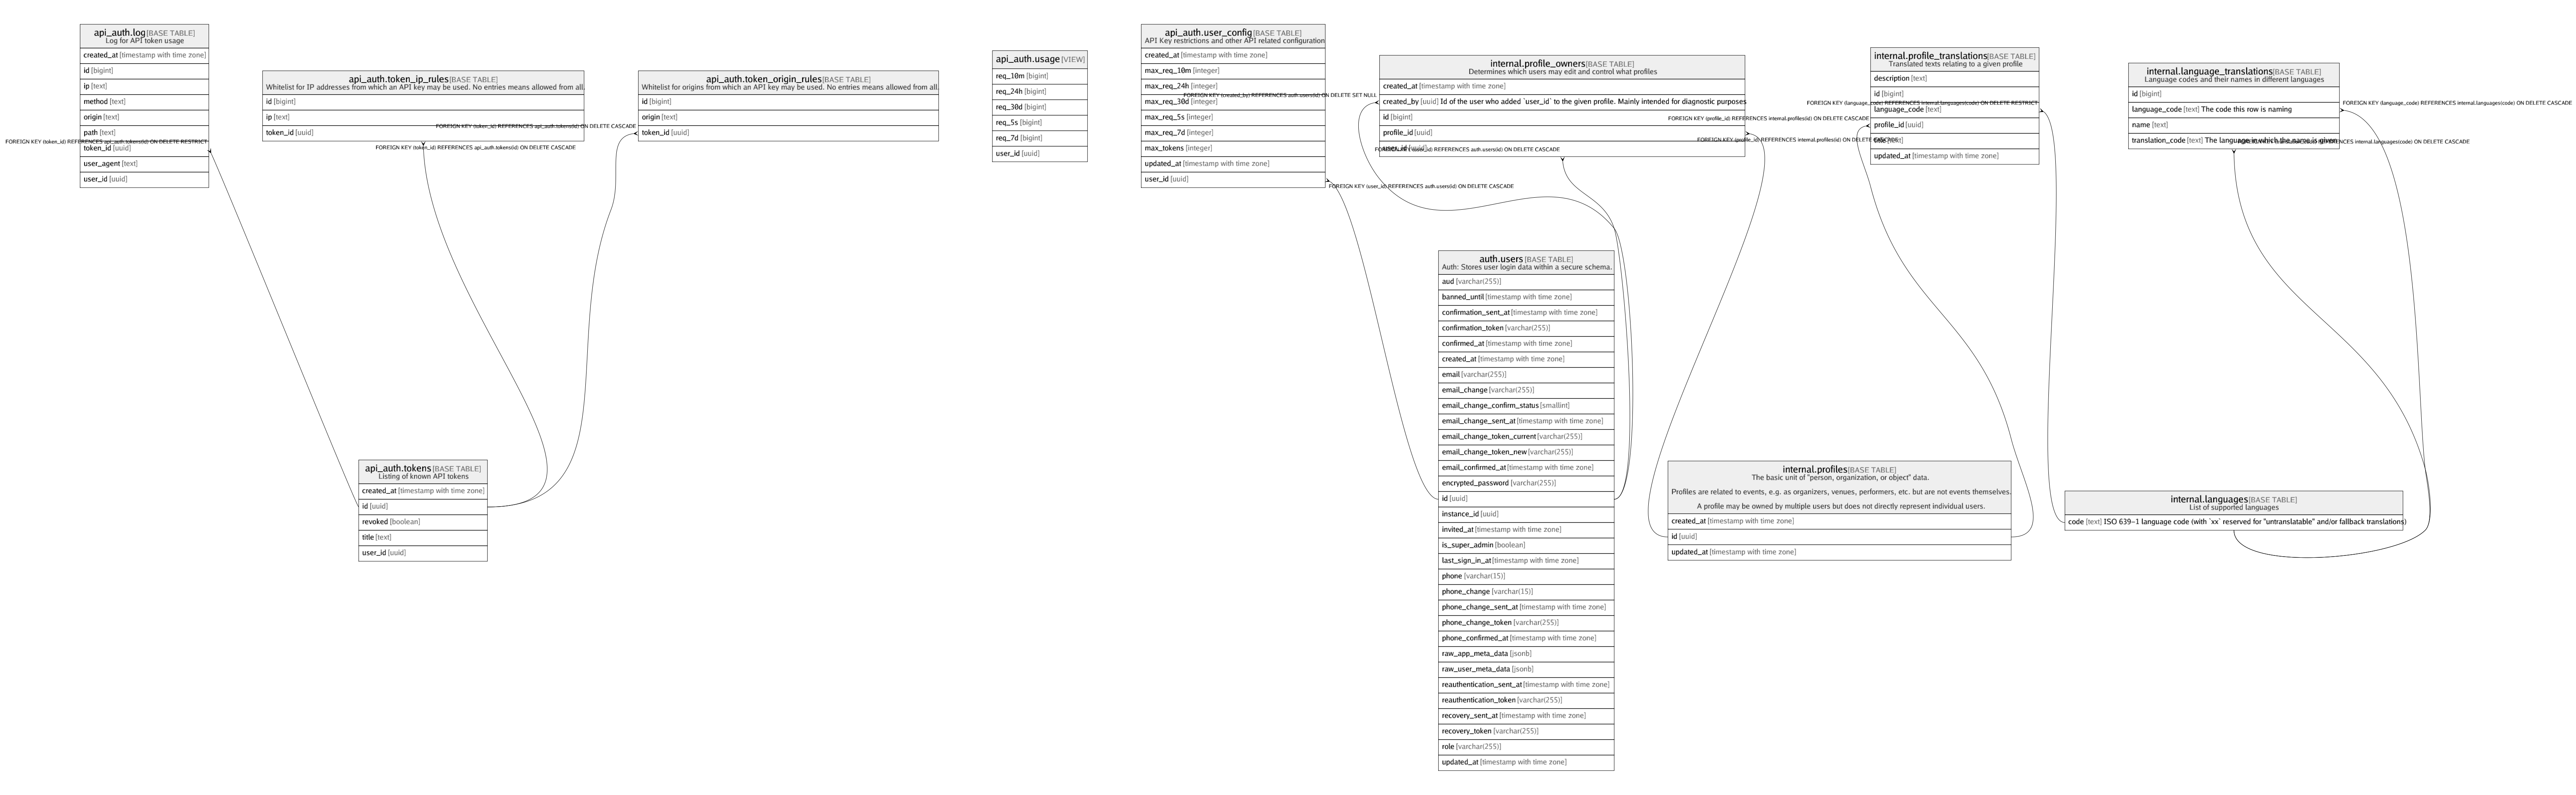 api_auth.log [BASE TABLE]
Log for API token usage
created_at [timestamp with time zone]
id [bigint]
ip [text]
method [text]
origin [text]
path [text]
FOREIGN KEY (token_id) REFERENCES api_auth.tokens(id) ON DELETE RESTRICT
token_id [uuid]
user_agent [text]
user_id [uuid]
api_auth.token_ip_rules [BASE TABLE]
Whitelist for IP addresses from which an API key may be used. No entries means allowed from all.
id [bigint]
ip [text]
token_id [uuid]
FOREIGN KEY (token_id) REFERENCES api_auth.tokens(id) ON DELETE CASCADE
api_auth.token_origin_rules [BASE TABLE]
Whitelist for origins from which an API key may be used. No entries means allowed from all.
id [bigint]
origin [text]
FOREIGN KEY (token_id) REFERENCES api_auth.tokens(id) ON DELETE CASCADE
token_id [uuid]
api_auth.usage [VIEW]
req_10m [bigint]
req_24h [bigint]
req_30d [bigint]
req_5s [bigint]
req_7d [bigint]
user_id [uuid]
api_auth.user_config [BASE TABLE]
API Key restrictions and other API related configuration
created_at [timestamp with time zone]
max_req_10m [integer]
max_req_24h [integer]
max_req_30d [integer]
max_req_5s [integer]
max_req_7d [integer]
max_tokens [integer]
updated_at [timestamp with time zone]
user_id [uuid]
FOREIGN KEY (user_id) REFERENCES auth.users(id) ON DELETE CASCADE
internal.profile_owners [BASE TABLE]
Determines which users may edit and control what profiles
created_at [timestamp with time zone]
FOREIGN KEY (created_by) REFERENCES auth.users(id) ON DELETE SET NULL
created_by [uuid] Id of the user who added `user_id` to the given profile. Mainly intended for diagnostic purposes
id [bigint]
profile_id [uuid]
FOREIGN KEY (profile_id) REFERENCES internal.profiles(id) ON DELETE CASCADE
user_id [uuid]
FOREIGN KEY (user_id) REFERENCES auth.users(id) ON DELETE CASCADE
internal.profile_translations [BASE TABLE]
Translated texts relating to a given profile
description [text]
id [bigint]
FOREIGN KEY (language_code) REFERENCES internal.languages(code) ON DELETE RESTRICT
language_code [text]
FOREIGN KEY (profile_id) REFERENCES internal.profiles(id) ON DELETE CASCADE
profile_id [uuid]
title [text]
updated_at [timestamp with time zone]
internal.language_translations [BASE TABLE]
Language codes and their names in different languages
id [bigint]
language_code [text] The code this row is naming
FOREIGN KEY (language_code) REFERENCES internal.languages(code) ON DELETE CASCADE
name [text]
translation_code [text] The language in which the name is given
FOREIGN KEY (translation_code) REFERENCES internal.languages(code) ON DELETE CASCADE
auth.users [BASE TABLE]
Auth: Stores user login data within a secure schema.
aud [varchar(255)]
banned_until [timestamp with time zone]
confirmation_sent_at [timestamp with time zone]
confirmation_token [varchar(255)]
confirmed_at [timestamp with time zone]
created_at [timestamp with time zone]
email [varchar(255)]
email_change [varchar(255)]
email_change_confirm_status [smallint]
email_change_sent_at [timestamp with time zone]
email_change_token_current [varchar(255)]
email_change_token_new [varchar(255)]
email_confirmed_at [timestamp with time zone]
encrypted_password [varchar(255)]
id [uuid]
instance_id [uuid]
invited_at [timestamp with time zone]
is_super_admin [boolean]
last_sign_in_at [timestamp with time zone]
phone [varchar(15)]
phone_change [varchar(15)]
phone_change_sent_at [timestamp with time zone]
phone_change_token [varchar(255)]
phone_confirmed_at [timestamp with time zone]
raw_app_meta_data [jsonb]
raw_user_meta_data [jsonb]
reauthentication_sent_at [timestamp with time zone]
reauthentication_token [varchar(255)]
recovery_sent_at [timestamp with time zone]
recovery_token [varchar(255)]
role [varchar(255)]
updated_at [timestamp with time zone]
api_auth.tokens [BASE TABLE]
Listing of known API tokens
created_at [timestamp with time zone]
id [uuid]
revoked [boolean]
title [text]
user_id [uuid]
internal.profiles [BASE TABLE]
The basic unit of "person, organization, or object" data.
Profiles are related to events, e.g. as organizers, venues, performers, etc. but are not events themselves.
A profile may be owned by multiple users but does not directly represent individual users.
created_at [timestamp with time zone]
id [uuid]
updated_at [timestamp with time zone]
internal.languages [BASE TABLE]
List of supported languages
code [text] ISO 639-1 language code (with `xx` reserved for "untranslatable" and/or fallback translations)